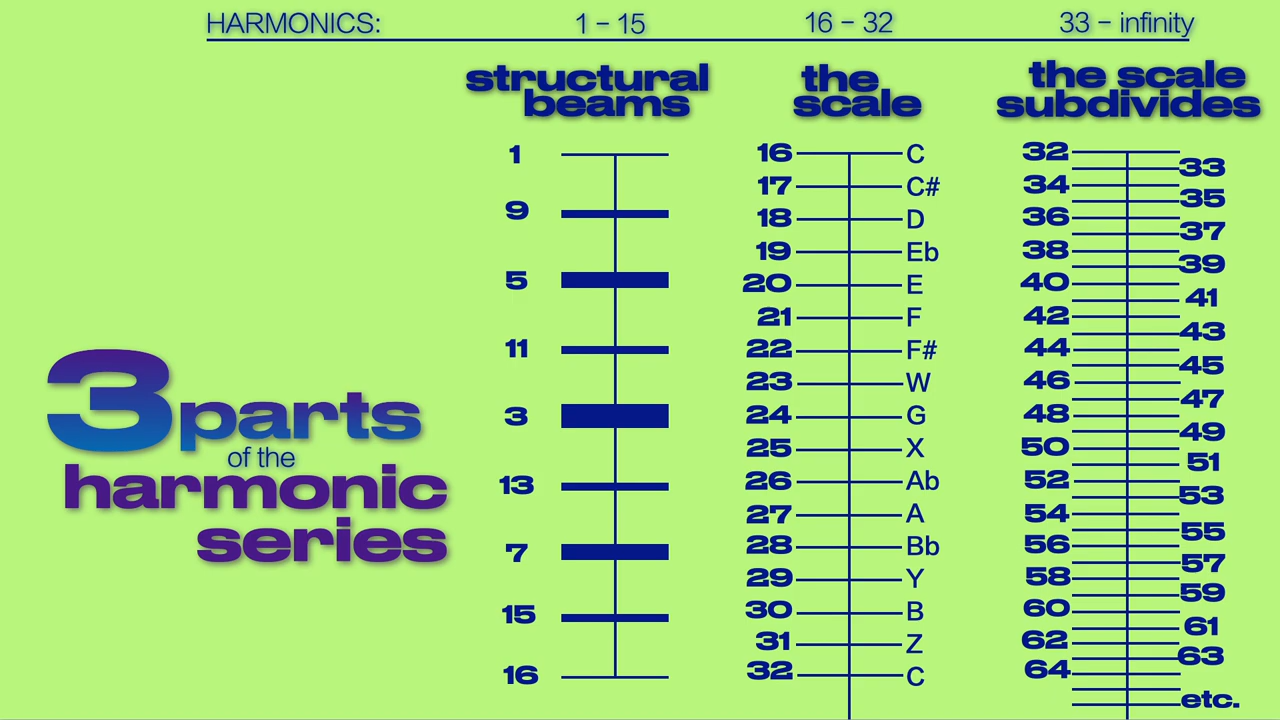 HARMONICS: 1 – 15 16 – 32 33 – infinity
structural
beams
1
9
5
11
3
13
7
15
16
the
scale
16 C
17 C#
18 D
19 Eb
20 E
21 F
22 F#
23 W
24 G
25 X
26 Ab
27 A
28 Bb
29 Y
30 B
31 Z
32 C
the scale
subdivides
32
33
34
35
36
37
38
39
40
41
42
43
44
45
46
47
48
49
50
51
52
53
54
55
56
57
58
59
60
61
62
63
64
etc.
3 parts
of the
harmonic
series